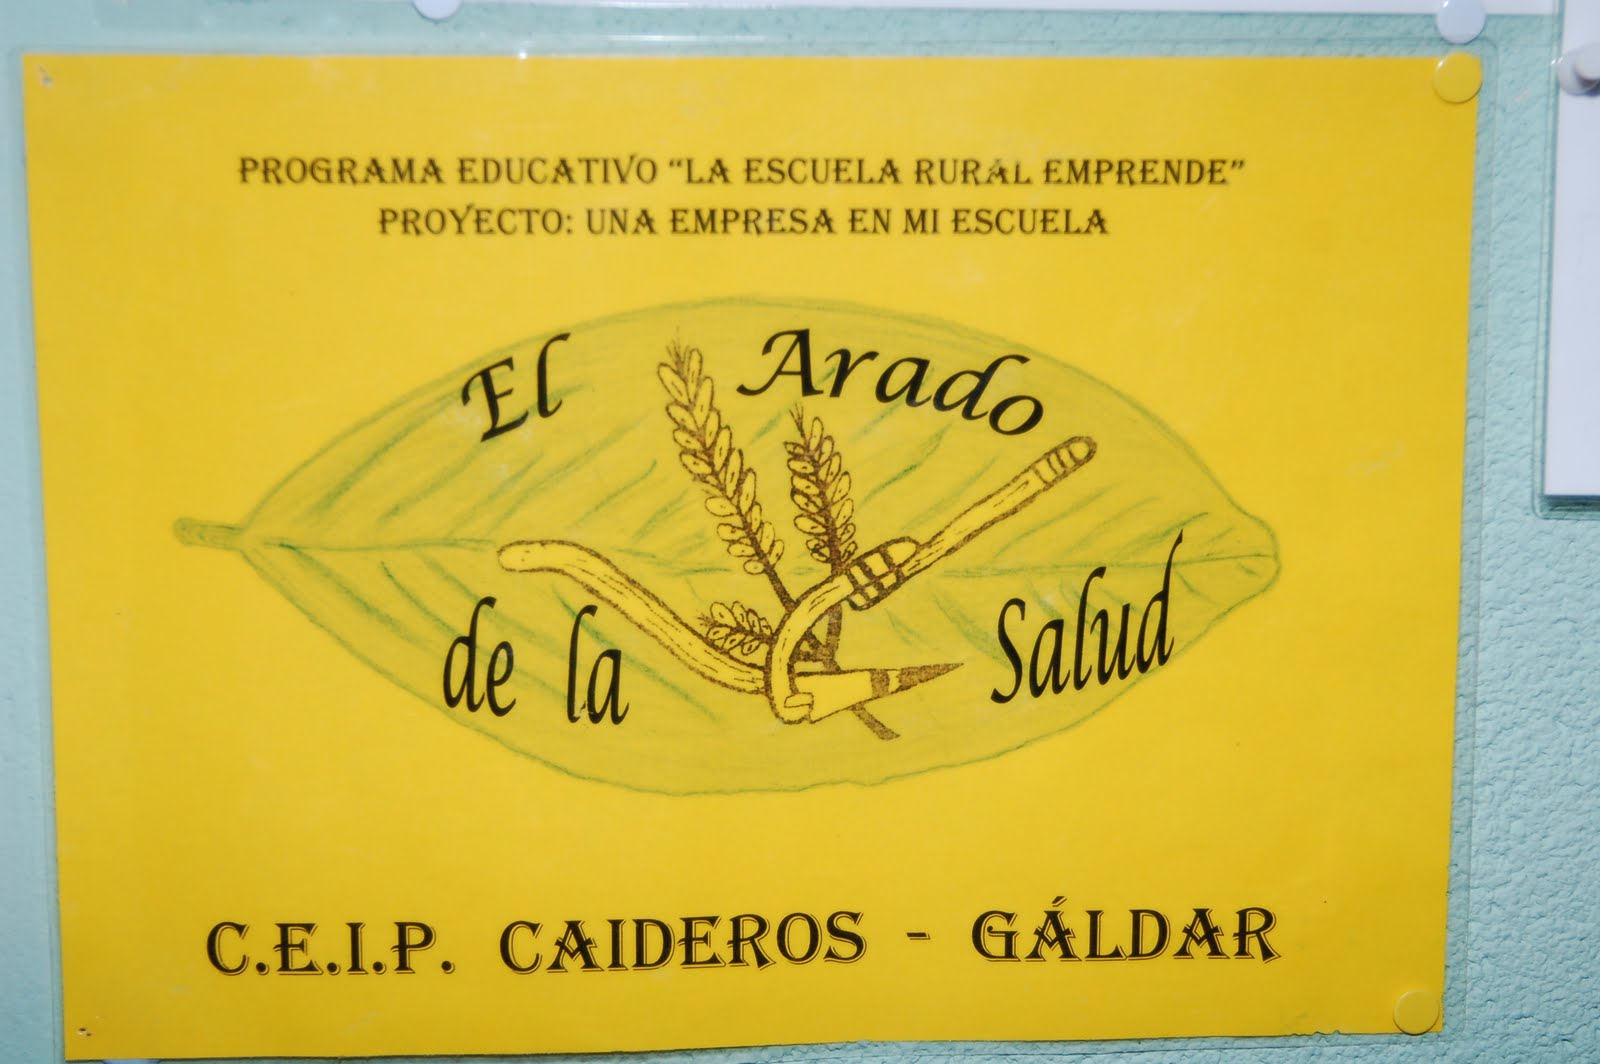 PROGRAMA EDUCATIVO “LA ESCUELA RURAL EMPRENDE”
PROYECTO: UNA EMPRESA EN MI ESCUELA
El Arado
de la Salud
C.E.I.P. CAIDEROS - GÁLDAR